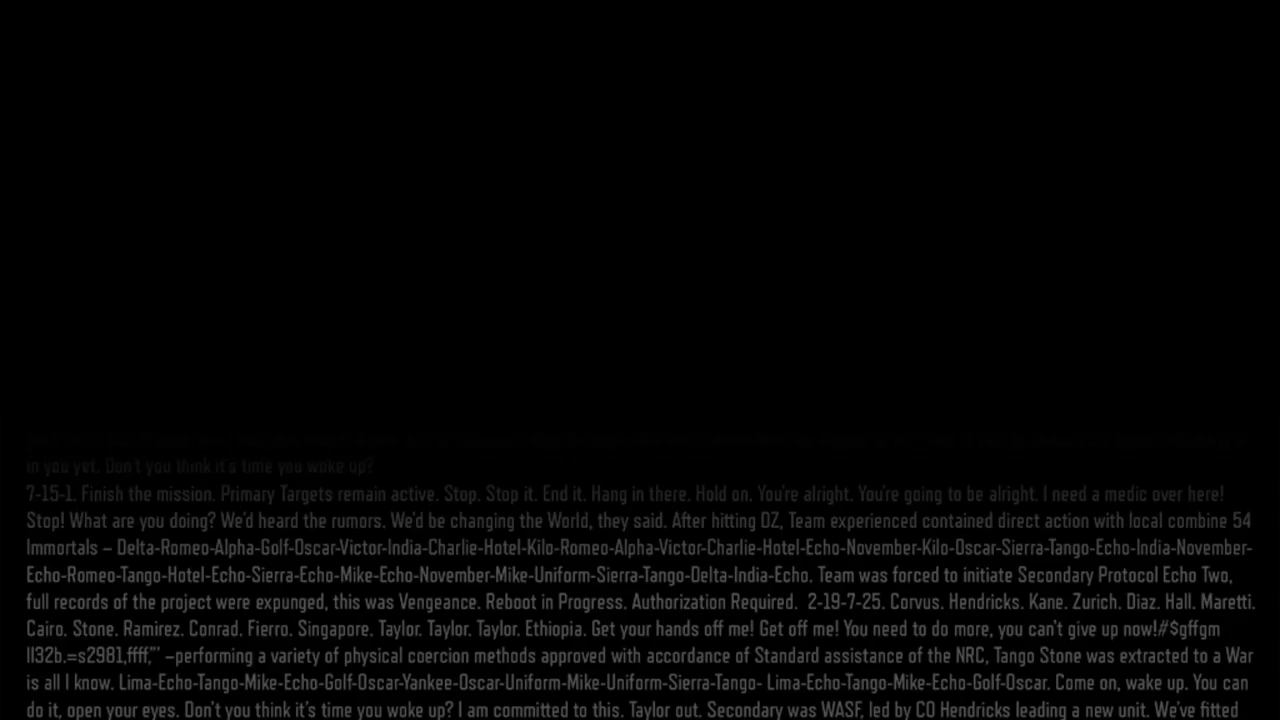 in you yet. Don't you think it's time you woke up?
7-15-1. Finish the mission. Primary Targets remain active. Stop. Stop it. End it. Hang in there. Hold on. You're alright. You're going to be alright. I need a medic over here!
Stop! What are you doing? We'd heard the rumors. We'd be changing the World, they said. After hitting DZ, Team experienced contained direct action with local combine 54
Immortals – Delta-Romeo-Alpha-Golf-Oscar-Victor-India-Charlie-Hotel-Kilo-Romeo-Alpha-Victor-Charlie-Hotel-Echo-November-Kilo-Oscar-Sierra-Tango-Echo-India-November-
Echo-Romeo-Tango-Hotel-Echo-Sierra-Echo-Mike-Echo-November-Mike-Uniform-Sierra-Tango-Delta-India-Echo. Team was forced to initiate Secondary Protocol Echo Two,
full records of the project were expunged, this was Vengeance. Reboot in Progress. Authorization Required.  2-19-7-25. Corvus. Hendricks. Kane. Zurich. Diaz. Hall. Maretti.
Cairo. Stone. Ramirez. Conrad. Fierro. Singapore. Taylor. Taylor. Taylor. Ethiopia. Get your hands off me! Get off me! You need to do more, you can't give up now!#$gffgm
ll32b.=s2981,ffff,"' –performing a variety of physical coercion methods approved with accordance of Standard assistance of the NRC, Tango Stone was extracted to a War
is all I know. Lima-Echo-Tango-Mike-Echo-Golf-Oscar-Yankee-Oscar-Uniform-Mike-Uniform-Sierra-Tango- Lima-Echo-Tango-Mike-Echo-Golf-Oscar. Come on, wake up. You can
do it, open your eyes. Don't you think it's time you woke up? I am committed to this. Taylor out. Secondary was WASF, led by CO Hendricks leading a new unit. We've fitted